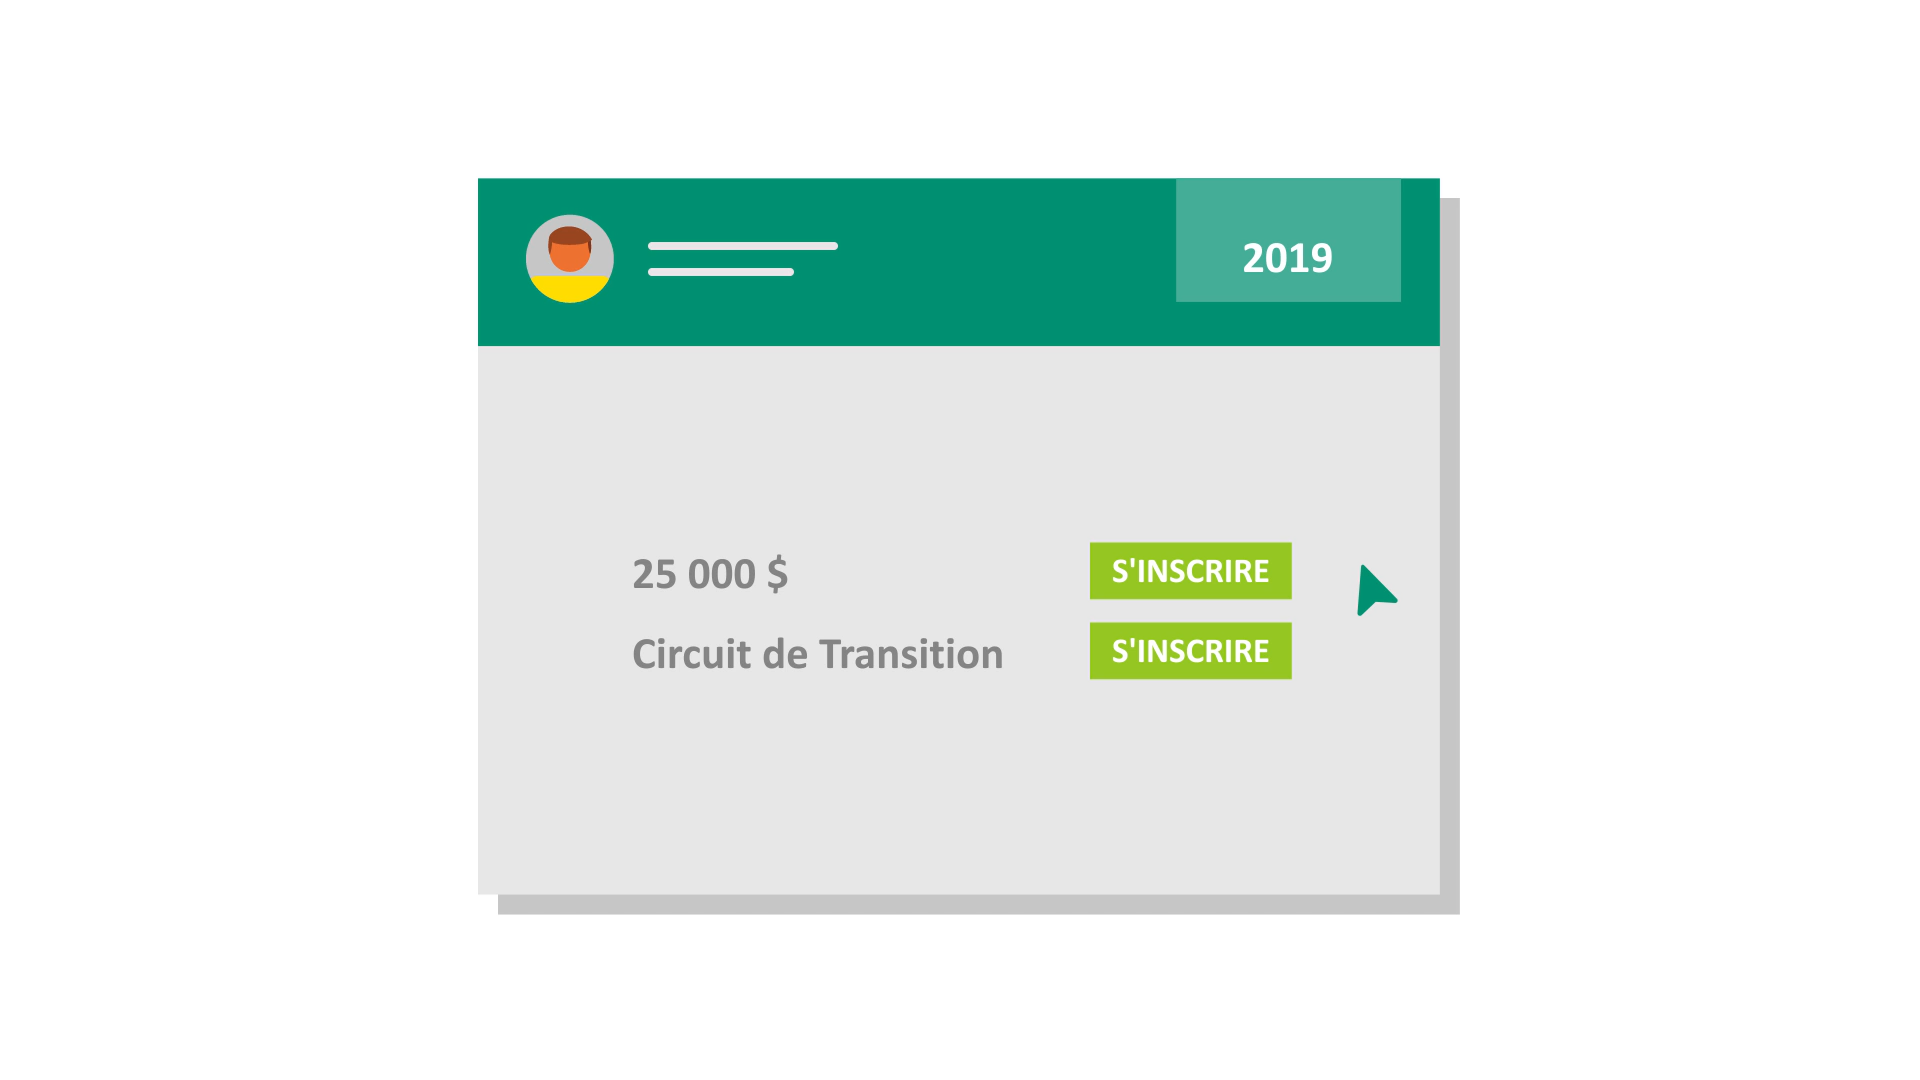 2019
25 000 $
S'INSCRIRE
Circuit de Transition
S'INSCRIRE